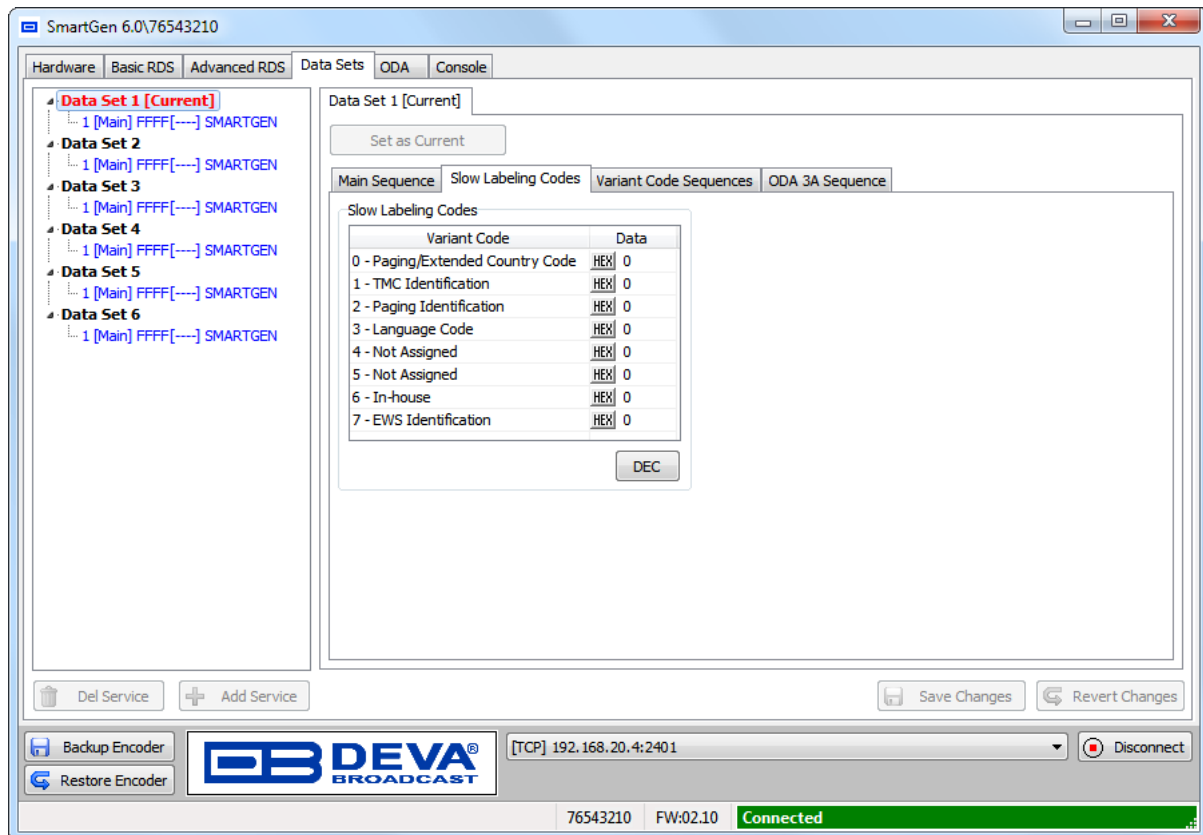 SmartGen 6.0\76543210
Hardware Basic RDS Advanced RDS Data Sets ODA Console
Data Set 1 [Current]
1 [Main] FFFF[----] SMARTGEN
Data Set 2
1 [Main] FFFF[----] SMARTGEN
Data Set 3
1 [Main] FFFF[----] SMARTGEN
Data Set 4
1 [Main] FFFF[----] SMARTGEN
Data Set 5
1 [Main] FFFF[----] SMARTGEN
Data Set 6
1 [Main] FFFF[----] SMARTGEN
Data Set 1 [Current]
Set as Current
Main Sequence Slow Labeling Codes Variant Code Sequences ODA 3A Sequence
Slow Labeling Codes
Variant Code Data
0 - Paging/Extended Country Code HEX 0
1 - TMC Identification HEX 0
2 - Paging Identification HEX 0
3 - Language Code HEX 0
4 - Not Assigned HEX 0
5 - Not Assigned HEX 0
6 - In-house HEX 0
7 - EWS Identification HEX 0
DEC
Del Service Add Service Save Changes Revert Changes
Backup Encoder
Restore Encoder
DEVA®
BROADCAST
[TCP] 192.168.20.4:2401
Disconnect
76543210 FW:02.10 Connected